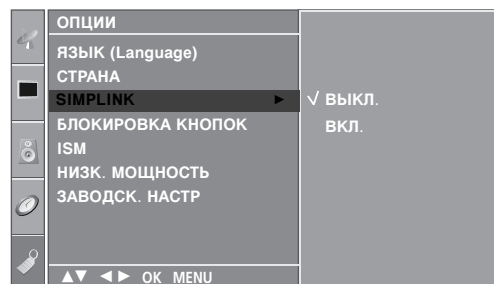 ОПЦИИ
ЯЗЫК (Language)
СТРАНА
SIMPLINK ►
√ ВЫКЛ.
БЛОКИРОВКА КНОПОК
ВКЛ.
ISM
НИЗК. МОЩНОСТЬ
ЗАВОДСК. НАСТР
▲▼ ◄► OK MENU